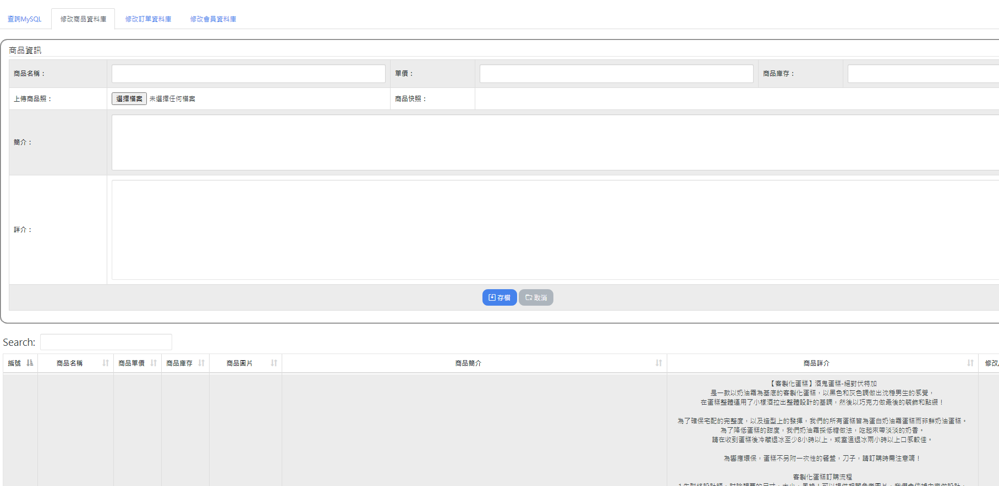 查詢MySQL
修改商品資料庫
修改訂單資料庫
修改會員資料庫
商品資訊
商品名稱：
單價：
商品庫存：
上傳商品照：
選擇檔案 未選擇任何檔案
商品快照：
簡介：
詳介：
存檔
取消
Search:
編號
商品名稱
商品單價
商品庫存
商品圖片
商品簡介
商品詳介
修改
【客製化蛋糕】酒鬼蛋糕-絕對伏特加
是一款以奶油霜為基底的客製化蛋糕，以黑色和灰色調做出沈穩男生的感覺，
在蛋糕整體運用了小樣酒拉出整體設計的基調，然後以巧克力做最後的裝飾和點綴！
為了確保宅配的完整度，以及造型上的發揮，我們的所有蛋糕皆為蛋白奶油霜蛋糕而非鮮奶油蛋糕。
為了降低蛋糕的甜度，我們奶油霜採低糖做法，吃起來帶淡淡的奶香。
請在收到蛋糕後冷藏退冰至少8小時以上，或室溫退冰兩小時以上口感較佳。
為響應環保，蛋糕不另附一次性的餐盤，刀子，請訂購時需注意唷！
客製化蛋糕訂購流程